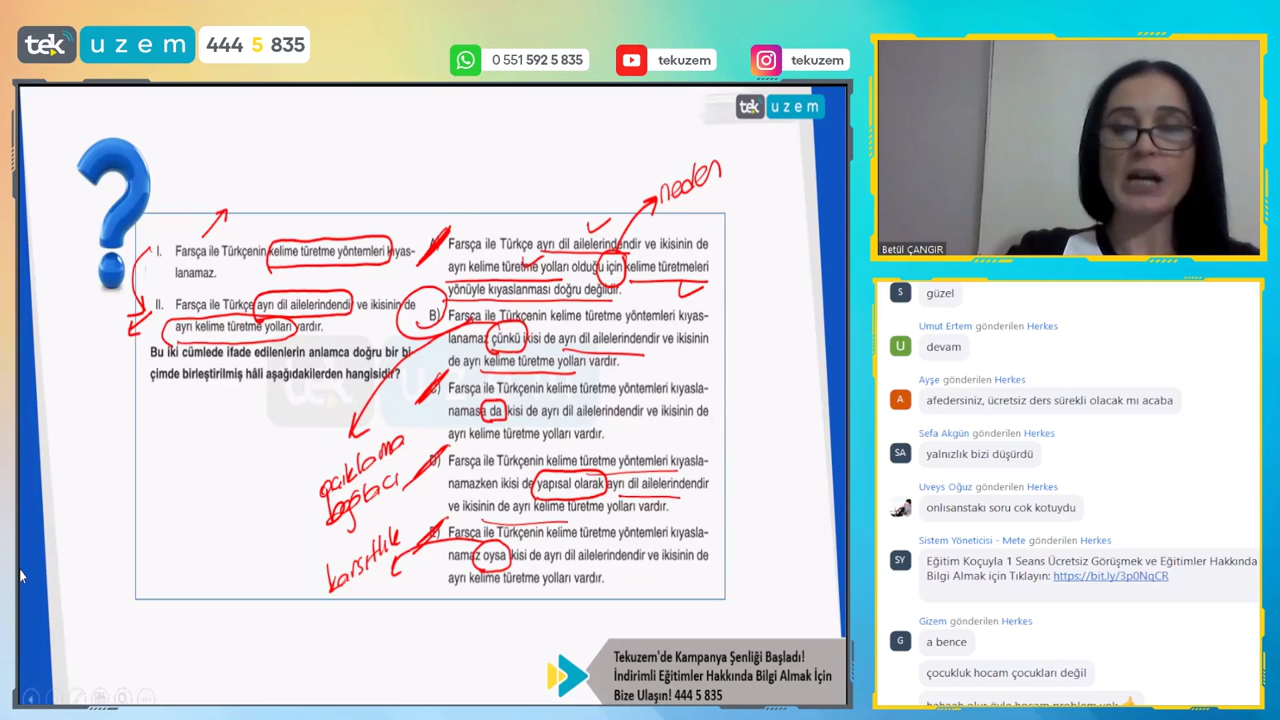 tek uzem 444 5 835
0 551 592 5 835
tekuzem
tekuzem
tek uzem
neden
I. Farsça ile Türkçenin kelime türetme yöntemleri kıyas-
lanamaz.
II. Farsça ile Türkçe ayrı dil ailelerindendir ve ikisinin de
ayrı kelime türetme yolları vardır.
Bu iki cümlede ifade edilenlerin anlamca doğru bir bi-
çimde birleştirilmiş hâli aşağıdakilerden hangisidir?
Farsça ile Türkçe ayrı dil ailelerindendir ve ikisinin de
ayrı kelime türetme yolları olduğu için kelime türetmeleri
yönüyle kıyaslanması doğru değildir.
B) Farsça ile Türkçenin kelime türetme yöntemleri kıyas-
lanamaz çünkü ikisi de ayrı dil ailelerindendir ve ikisinin
de ayrı kelime türetme yolları vardır.
Farsça ile Türkçenin kelime türetme yöntemleri kıyasla-
namasa da ikisi de ayrı dil ailelerindendir ve ikisinin de
ayrı kelime türetme yolları vardır.
D) Farsça ile Türkçenin kelime türetme yöntemleri kıyasla-
namazken ikisi de yapısal olarak ayrı dil ailelerindendir
ve ikisinin de ayrı kelime türetme yolları vardır.
Farsça ile Türkçenin kelime türetme yöntemleri kıyasla-
namaz oysa ikisi de ayrı dil ailelerindendir ve ikisinin de
ayrı kelime türetme yolları vardır.
açıklama
bağlacı
karşıtlık
Tekuzem'de Kampanya Şenliği Başladı!
İndirimli Eğitimler Hakkında Bilgi Almak İçin
Bize Ulaşın! 444 5 835
Betül ÇANGIR
S güzel
Umut Ertem gönderilen Herkes
U devam
Ayşe gönderilen Herkes
A afedersiniz, ücretsiz ders sürekli olacak mı acaba
Sefa Akgün gönderilen Herkes
SA yalnızlık bizi düşürdü
Uveys Oğuz gönderilen Herkes
onlısanstakı soru cok kotuydu
Sistem Yöneticisi - Mete gönderilen Herkes
SY Eğitim Koçuyla 1 Seans Ücretsiz Görüşmek ve Eğitimler Hakkında
Bilgi Almak için Tıklayın: https://bit.ly/3p0NqCR
Gizem gönderilen Herkes
G a bence
çocukluk hocam çocukları değil